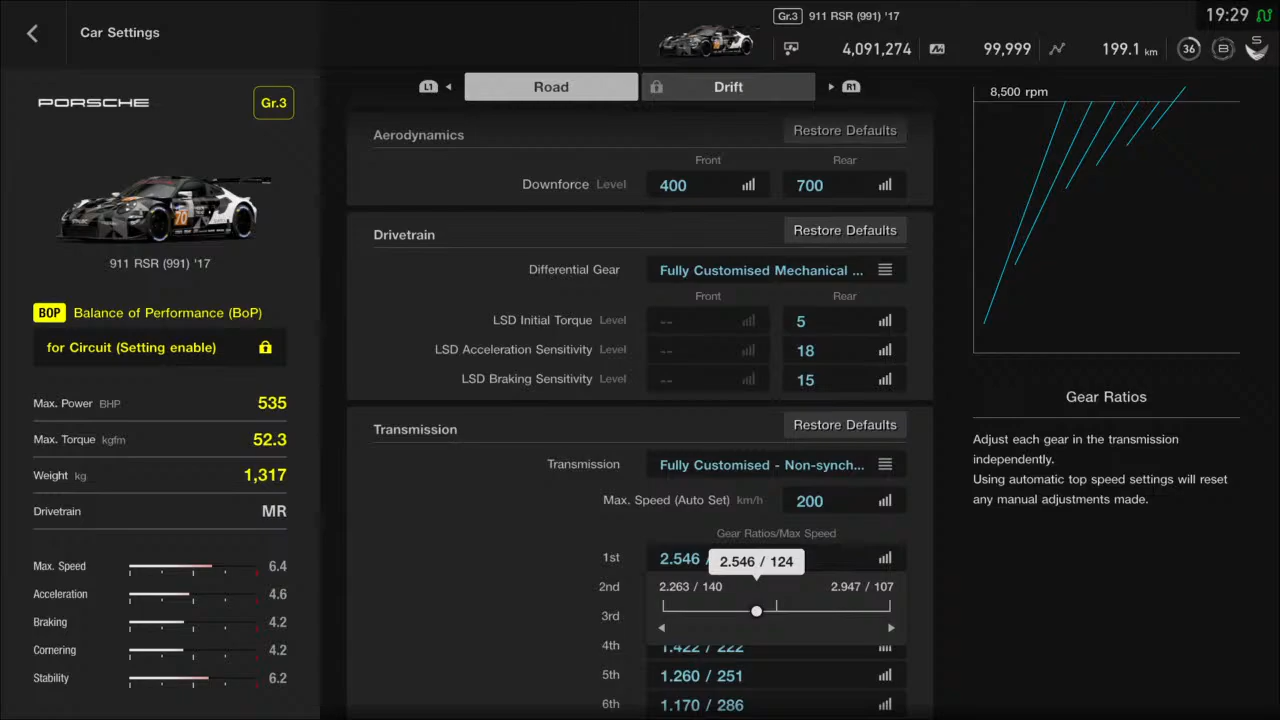 Car Settings
Gr.3 911 RSR (991) '17
4,091,274
99,999
199.1 km
36
B
S
19:29
PORSCHE
Gr.3
70
911 RSR (991) '17
BOP Balance of Performance (BoP)
for Circuit (Setting enable)
Max. Power BHP 535
Max. Torque kgfm 52.3
Weight kg 1,317
Drivetrain MR
Max. Speed 6.4
Acceleration 4.6
Braking 4.2
Cornering 4.2
Stability 6.2
L1 Road Drift R1
Aerodynamics Restore Defaults
Front Rear
Downforce Level 400 700
Drivetrain Restore Defaults
Differential Gear Fully Customised Mechanical ...
Front Rear
LSD Initial Torque Level -- 5
LSD Acceleration Sensitivity Level -- 18
LSD Braking Sensitivity Level -- 15
Transmission Restore Defaults
Transmission Fully Customised - Non-synch...
Max. Speed (Auto Set) km/h 200
Gear Ratios/Max Speed
1st 2.546 /
2.546 / 124
2nd 2.263 / 140 2.947 / 107
3rd
4th 1.422 / 222
5th 1.260 / 251
6th 1.170 / 286
8,500 rpm
Gear Ratios
Adjust each gear in the transmission
independently.
Using automatic top speed settings will reset
any manual adjustments made.